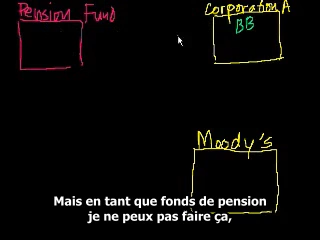 Pension Fund
Corporation A
BB
Moody's
Mais en tant que fonds de pension
je ne peux pas faire ça,